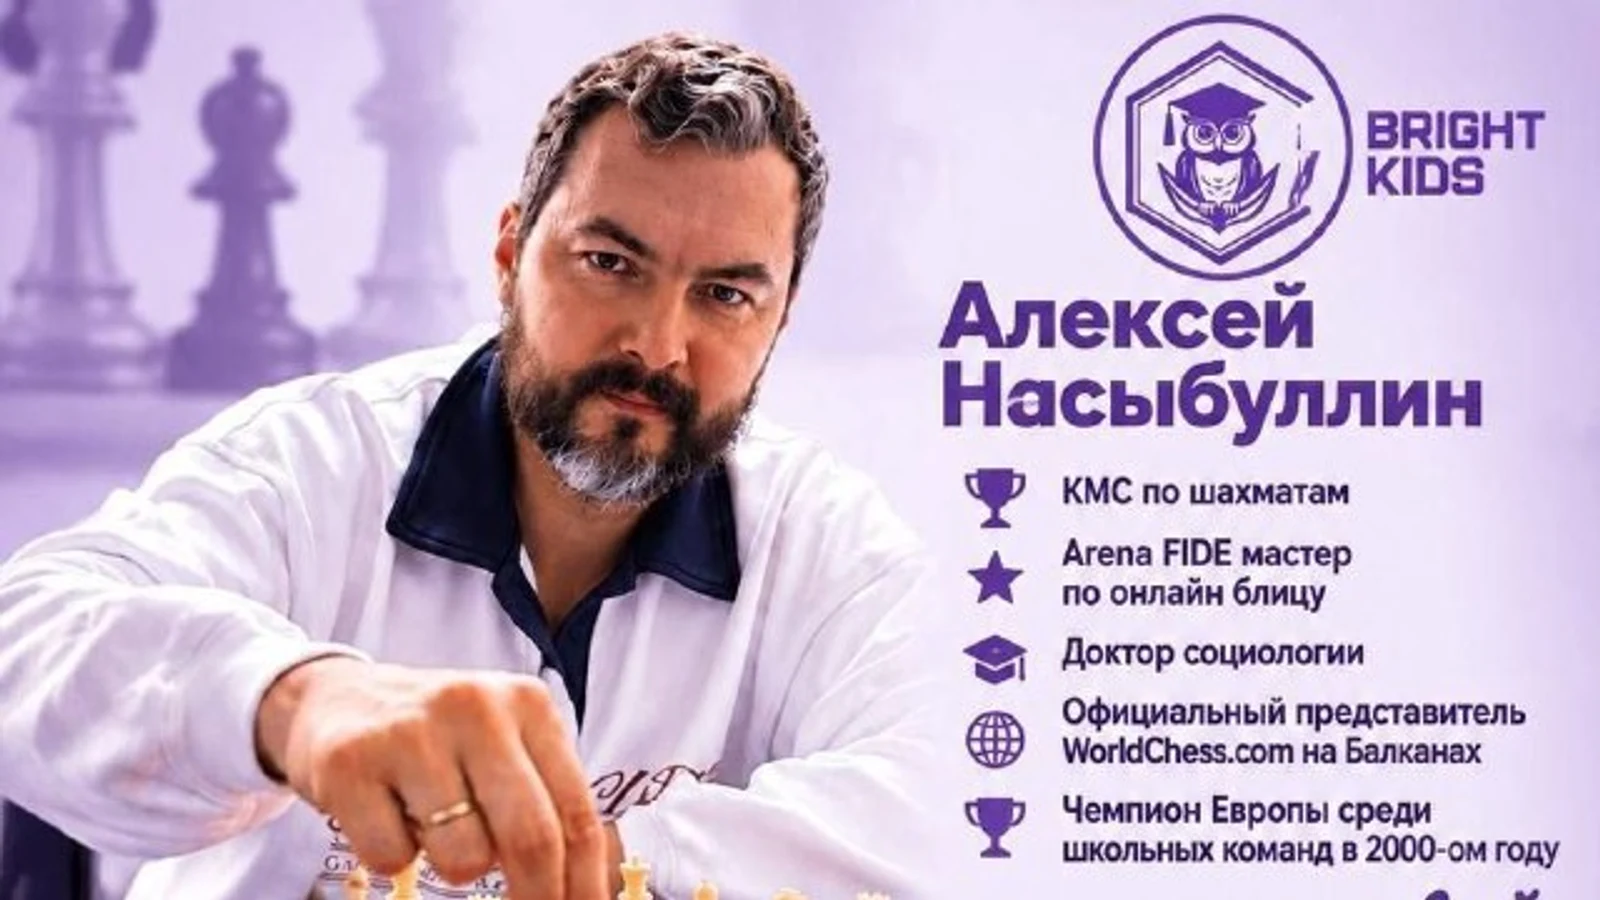 BRIGHT
KIDS
Алексей
Насыбуллин
КМС по шахматам
Arena FIDE мастер
по онлайн блицу
Доктор социологии
Официальный представитель
WorldChess.com на Балканах
Чемпион Европы среди
школьных команд в 2000-ом году